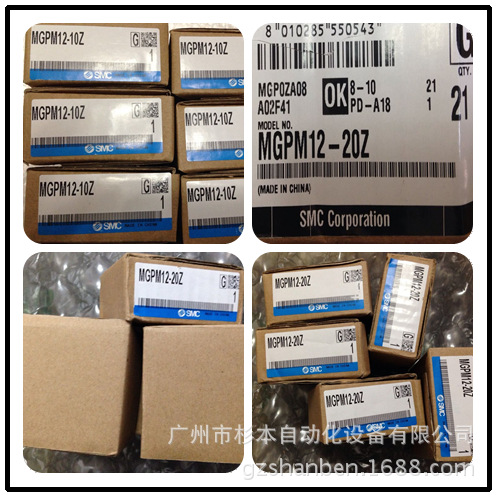 MGPM12-10Z
G
1
SMC
MGPM12-10Z
G
1
SMC
MGPM12-10Z
G
1
SMC
MGPM12-10Z
SMC
MGPM12-10Z
SMC
MGPM12-10Z
SMC
8 010285 550543
G
QTY.
MGP0ZA08 OK 8-10 21
A02F41 PD-A18 1
21
MODEL NO.
MGPM12-20Z
(MADE IN CHINA)
SMC Corporation
MGPM12-20Z
G
1
SMC
MGPM12-20Z
G
1
SMC
MGPM12-20Z
G
1
SMC
MGPM12-20Z
G
1
SMC
MGPM12-20Z
G
1
SMC
MGPM12-20Z
广州市杉本自动化设备有限公司
gzshanben.1688.com